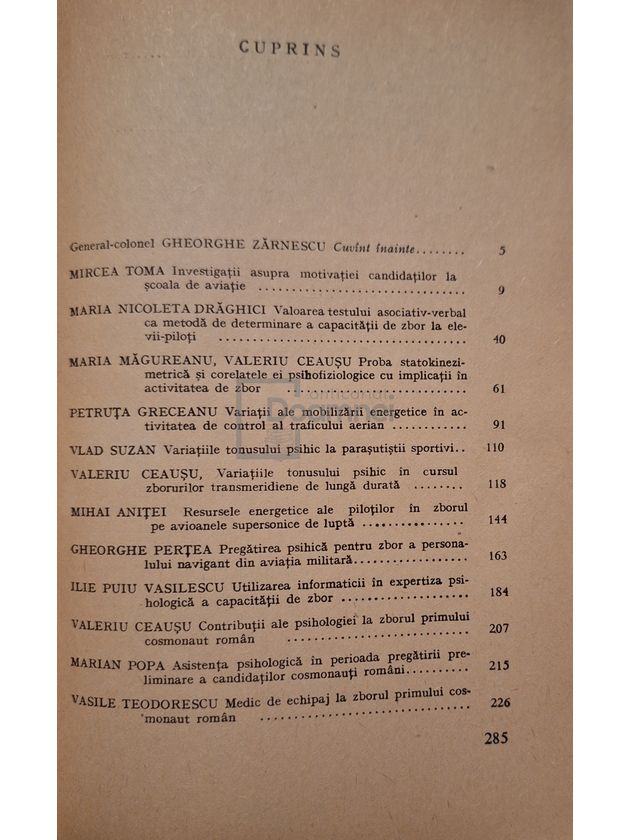 CUPRINS
General-colonel GHEORGHE ZĂRNESCU Cuvînt înainte........ 5
MIRCEA TOMA Investigații asupra motivației candidaților la
școala de aviație .............................. 9
MARIA NICOLETA DRĂGHICI Valoarea testului asociativ-verbal
ca metodă de determinare a capacității de zbor la ele-
vii-piloți .................................. 40
MARIA MĂGUREANU, VALERIU CEAUȘU Proba statokinezi-
metrică și corelatele ei psihofiziologice cu implicații în
activitatea de zbor .......................... 61
PETRUȚA GRECEANU Variații ale mobilizării energetice în ac-
tivitatea de control al traficului aerian ............ 91
VLAD SUZAN Variațiile tonusului psihic la parașutiștii sportivi.. 110
VALERIU CEAUȘU, Variațiile tonusului psihic în cursul
zborurilor transmeridiene de lungă durată ........ 118
MIHAI ANIȚEI Resursele energetice ale piloților în zborul
pe avioanele supersonice de luptă ................ 144
GHEORGHE PERȚEA Pregătirea psihică pentru zbor a persona-
lului navigant din aviația militară.................. 163
ILIE PUIU VASILESCU Utilizarea informaticii în expertiza psi-
hologică a capacității de zbor .................... 184
VALERIU CEAUȘU Contribuții ale psihologiei la zborul primului
cosmonaut român .......................... 207
MARIAN POPA Asistența psihologică în perioada pregătirii pre-
liminare a candidaților cosmonauți români.......... 215
VASILE TEODORESCU Medic de echipaj la zborul primului cos-
monaut român .............................. 226
285